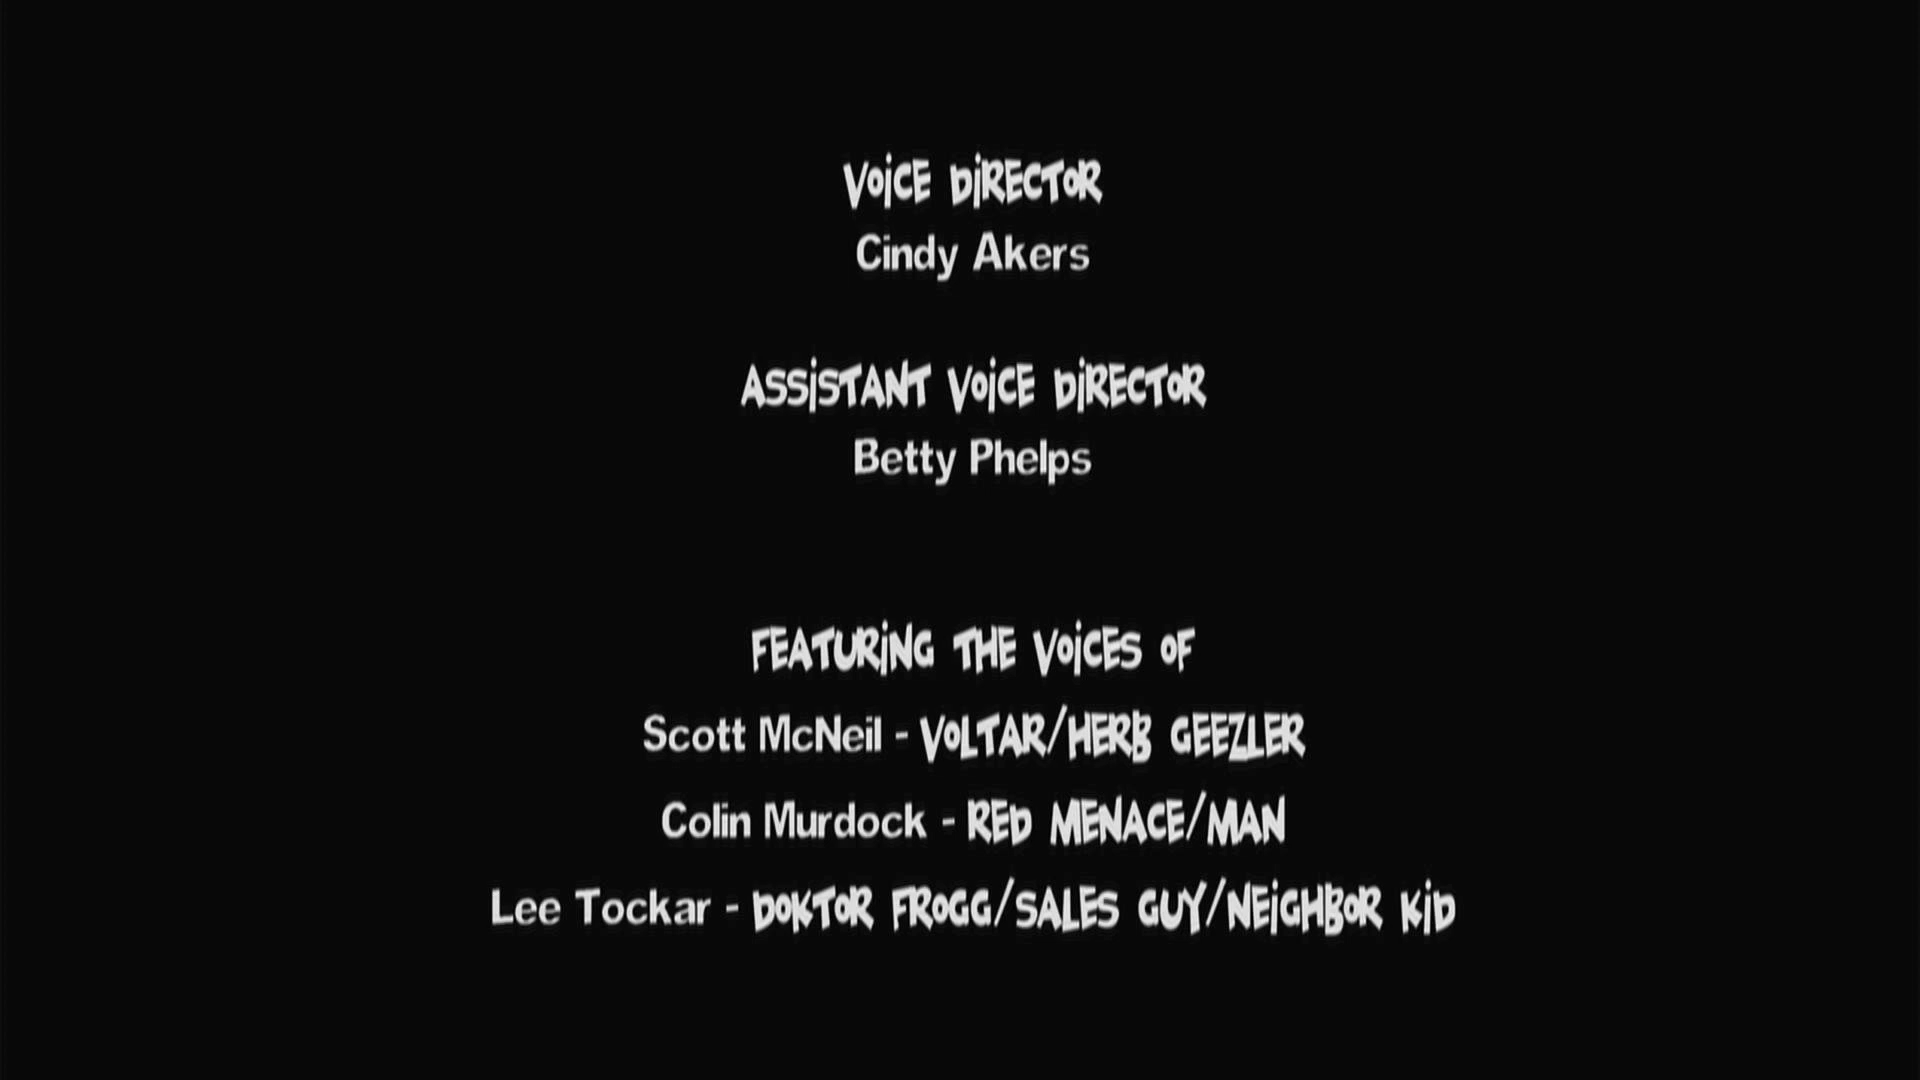 VOICE DIRECTOR
Cindy Akers
ASSISTANT VOICE DIRECTOR
Betty Phelps
FEATURING THE VOICES OF
Scott McNeil - VOLTAR/HERB GEEZLER
Colin Murdock - RED MENACE/MAN
Lee Tockar - DOKTOR FROGG/SALES GUY/NEIGHBOR KID